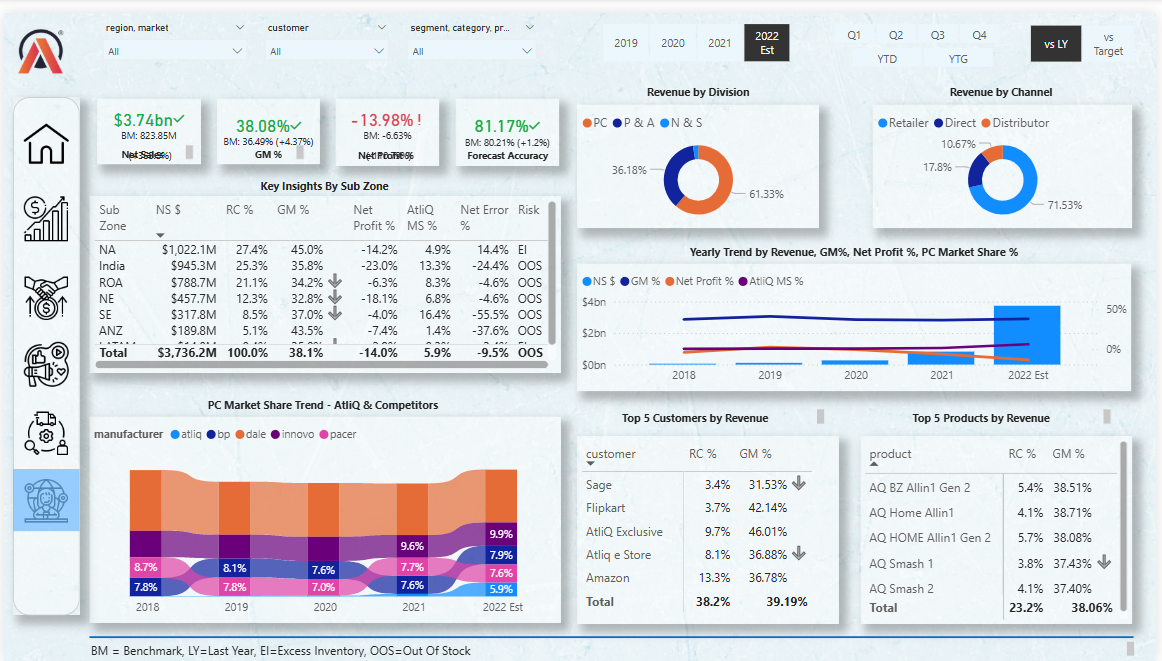 region, market
customer
segment, category, pr...
All
All
All
2019
2020
2021
2022 Est
Q1
Q2
Q3
Q4
YTD
YTG
vs LY
vs Target
$3.74bn
BM: 823.85M
Net Sales
38.08%
BM: 36.49% (+4.37%)
GM %
-13.98% !
BM: -6.63%
Net Profit %
81.17%
BM: 80.21% (+1.2%)
Forecast Accuracy
Key Insights By Sub Zone
Sub Zone NS $ RC % GM % Net Profit % AtliQ MS % Net Error % Risk
NA $1,022.1M 27.4% 45.0% -14.2% 4.9% 14.4% EI
India $945.3M 25.3% 35.8% -23.0% 13.3% -24.4% OOS
ROA $788.7M 21.1% 34.2% -6.3% 8.3% -4.6% OOS
NE $457.7M 12.3% 32.8% -18.1% 6.8% -4.6% OOS
SE $317.8M 8.5% 37.0% -4.0% 16.4% -55.5% OOS
ANZ $189.8M 5.1% 43.5% -7.4% 1.4% -37.6% OOS
Total $3,736.2M 100.0% 38.1% -14.0% 5.9% -9.5% OOS
Revenue by Division
PC P & A N & S
36.18%
61.33%
Revenue by Channel
Retailer Direct Distributor
10.67%
17.8%
71.53%
Yearly Trend by Revenue, GM%, Net Profit %, PC Market Share %
NS $ GM % Net Profit % AtliQ MS %
$4bn
$2bn
$0bn
50%
0%
2018 2019 2020 2021 2022 Est
PC Market Share Trend - AtliQ & Competitors
manufacturer atliq bp dale innovo pacer
8.7%
7.8%
8.1%
7.8%
7.6%
7.0%
9.6%
7.7%
7.6%
9.9%
7.9%
7.6%
5.9%
2018 2019 2020 2021 2022 Est
Top 5 Customers by Revenue
customer RC % GM %
Sage 3.4% 31.53%
Flipkart 3.7% 42.14%
AtliQ Exclusive 9.7% 46.01%
Atliq e Store 8.1% 36.88%
Amazon 13.3% 36.78%
Total 38.2% 39.19%
Top 5 Products by Revenue
product RC % GM %
AQ BZ Allin1 Gen 2 5.4% 38.51%
AQ Home Allin1 4.1% 38.71%
AQ HOME Allin1 Gen 2 5.7% 38.08%
AQ Smash 1 3.8% 37.43%
AQ Smash 2 4.1% 37.40%
Total 23.2% 38.06%
BM = Benchmark, LY=Last Year, EI=Excess Inventory, OOS=Out Of Stock